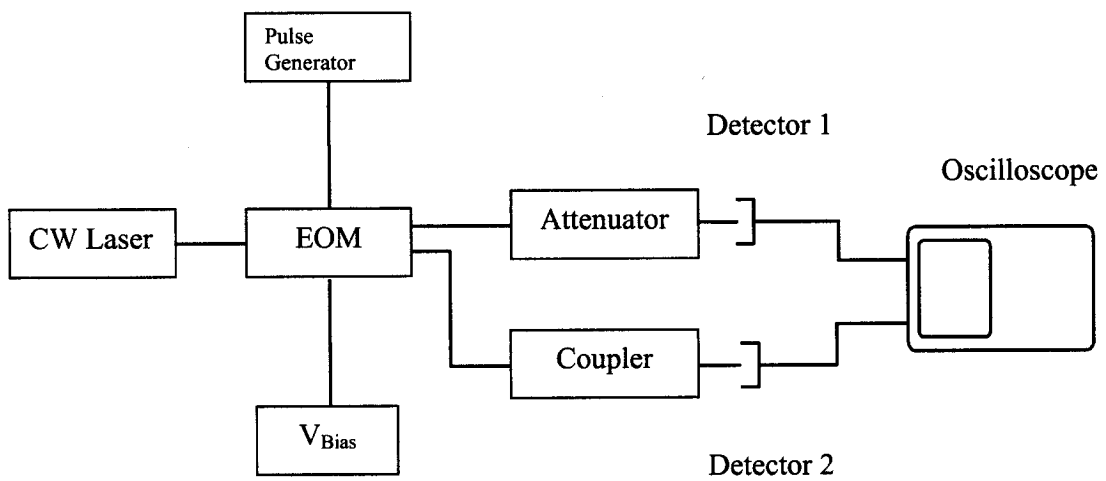 Pulse
Generator
Detector 1
Oscilloscope
CW Laser
EOM
Attenuator
Coupler
V_Bias
Detector 2